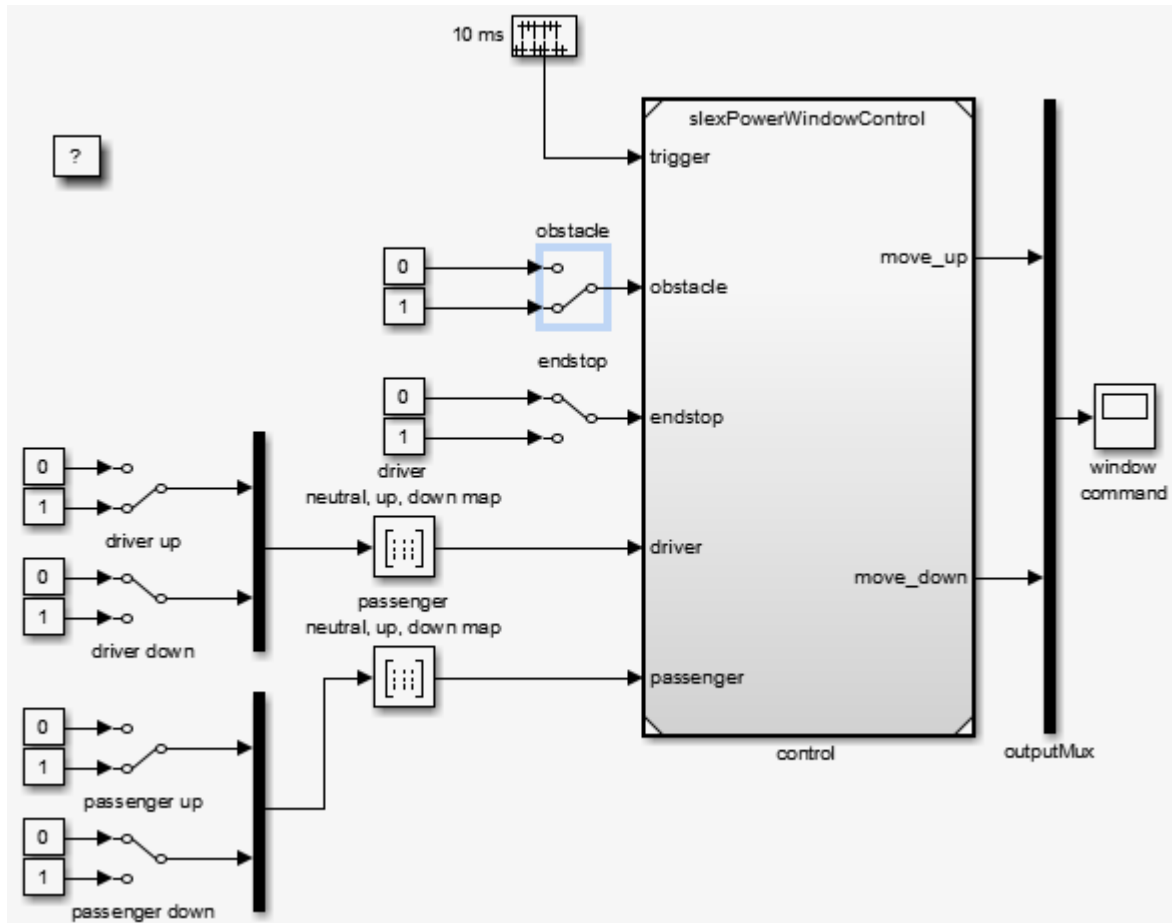 10 ms
slexPowerWindowControl
trigger
?
obstacle
0
1
obstacle
move_up
endstop
0
1
endstop
driver
neutral, up, down map
window
command
0
1
driver up
driver
0
1
driver down
passenger
neutral, up, down map
move_down
passenger
0
1
passenger up
control
outputMux
0
1
passenger down